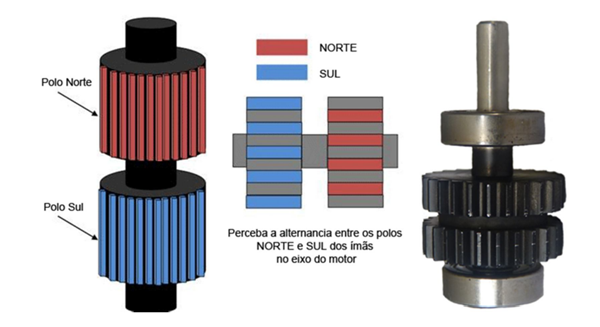 Polo Norte
NORTE
SUL
Polo Sul
Perceba a alternancia entre os polos
NORTE e SUL dos ímãs
no eixo do motor